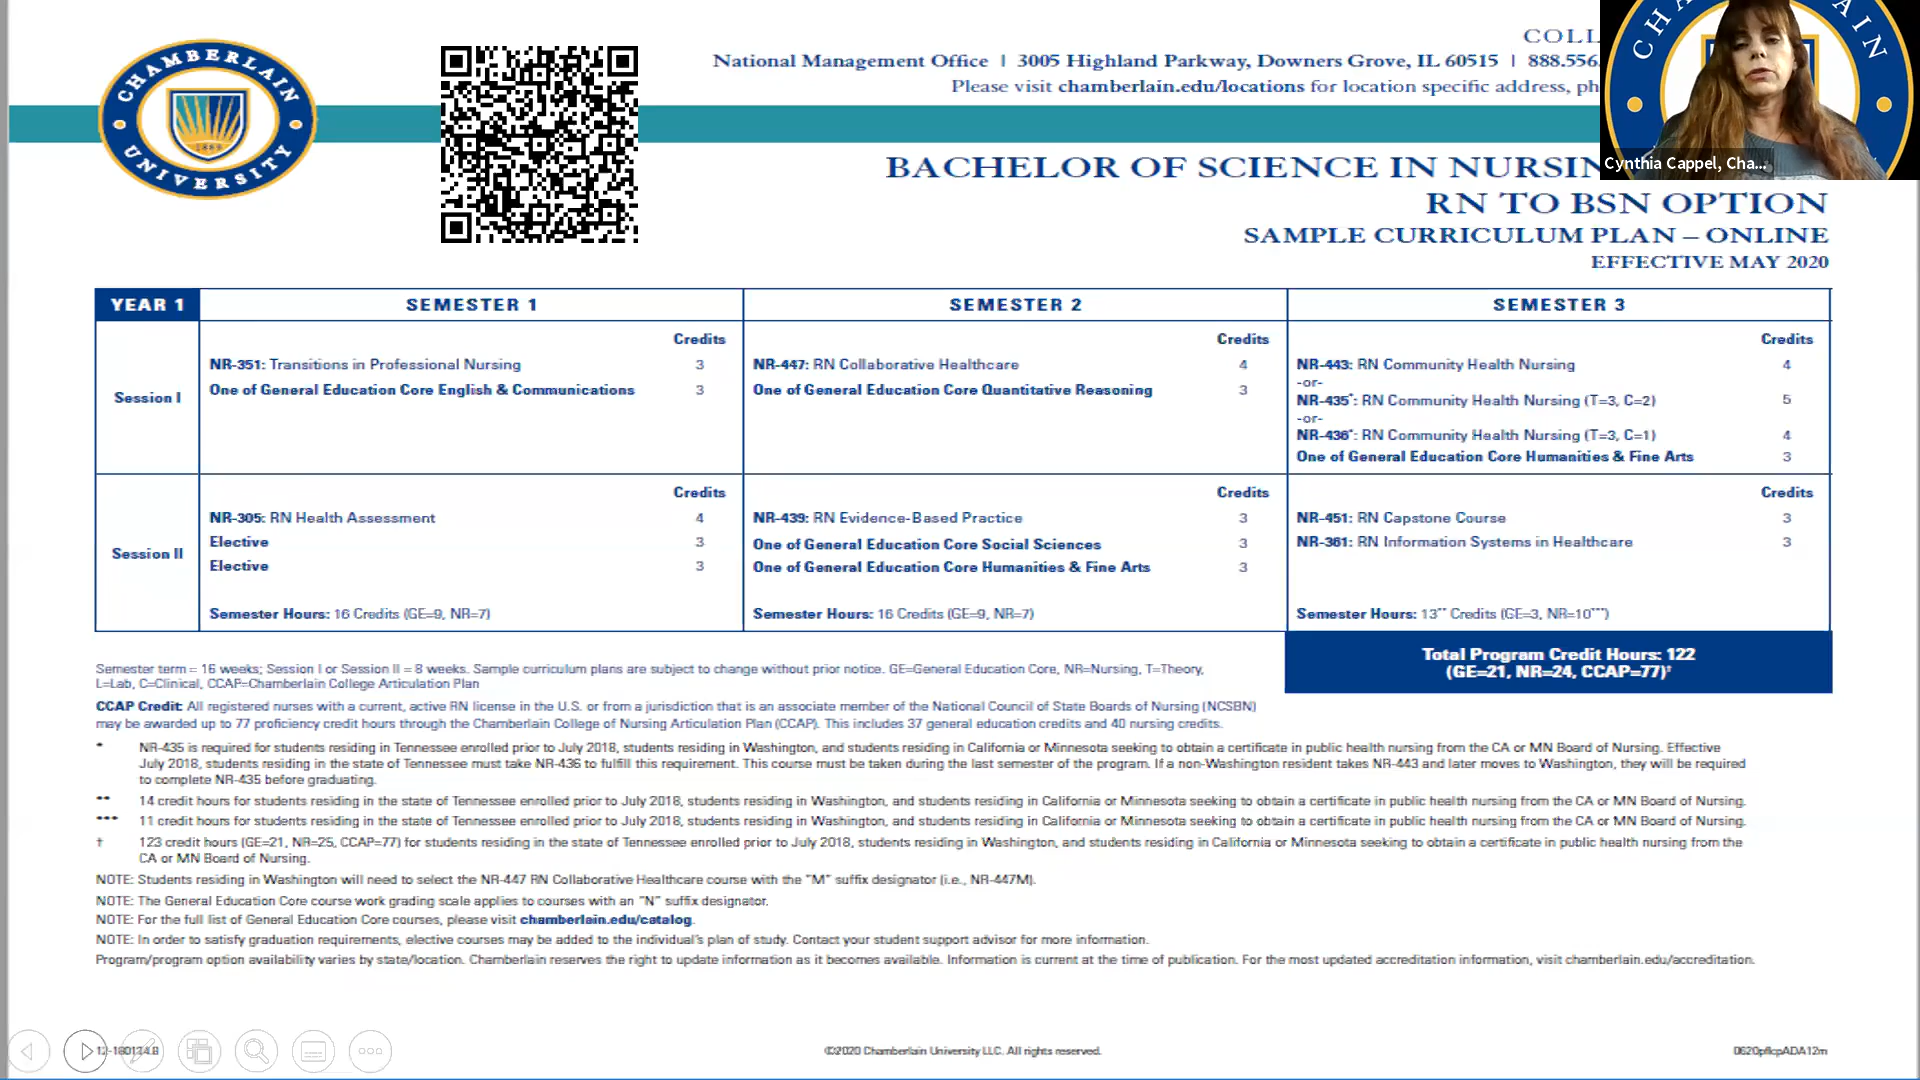 CHAMBERLAIN
UNIVERSITY
1889
COLL
National Management Office | 3005 Highland Parkway, Downers Grove, IL 60515 | 888.556.
Please visit chamberlain.edu/locations for location specific address, ph
CHA AIN
Cynthia Cappel, Cha...
BACHELOR OF SCIENCE IN NURSIN
RN TO BSN OPTION
SAMPLE CURRICULUM PLAN – ONLINE
EFFECTIVE MAY 2020
YEAR 1 SEMESTER 1 SEMESTER 2 SEMESTER 3
Session I
Credits
NR-351: Transitions in Professional Nursing 3
One of General Education Core English & Communications 3
Credits
NR-447: RN Collaborative Healthcare 4
One of General Education Core Quantitative Reasoning 3
Credits
NR-443: RN Community Health Nursing 4
-or-
NR-435*: RN Community Health Nursing (T=3, C=2) 5
-or-
NR-436*: RN Community Health Nursing (T=3, C=1) 4
One of General Education Core Humanities & Fine Arts 3
Session II
Credits
NR-305: RN Health Assessment 4
Elective 3
Elective 3
Semester Hours: 16 Credits (GE=9, NR=7)
Credits
NR-439: RN Evidence-Based Practice 3
One of General Education Core Social Sciences 3
One of General Education Core Humanities & Fine Arts 3
Semester Hours: 16 Credits (GE=9, NR=7)
Credits
NR-451: RN Capstone Course 3
NR-361: RN Information Systems in Healthcare 3
Semester Hours: 13** Credits (GE=3, NR=10***)
Total Program Credit Hours: 122
(GE=21, NR=24, CCAP=77)†
Semester term = 16 weeks; Session I or Session II = 8 weeks. Sample curriculum plans are subject to change without prior notice. GE=General Education Core, NR=Nursing, T=Theory,
L=Lab, C=Clinical, CCAP=Chamberlain College Articulation Plan
CCAP Credit: All registered nurses with a current, active RN license in the U.S. or from a jurisdiction that is an associate member of the National Council of State Boards of Nursing (NCSBN)
may be awarded up to 77 proficiency credit hours through the Chamberlain College of Nursing Articulation Plan (CCAP). This includes 37 general education credits and 40 nursing credits.
* NR-435 is required for students residing in Tennessee enrolled prior to July 2018, students residing in Washington, and students residing in California or Minnesota seeking to obtain a certificate in public health nursing from the CA or MN Board of Nursing. Effective
July 2018, students residing in the state of Tennessee must take NR-436 to fulfill this requirement. This course must be taken during the last semester of the program. If a non-Washington resident takes NR-443 and later moves to Washington, they will be required
to complete NR-435 before graduating.
** 14 credit hours for students residing in the state of Tennessee enrolled prior to July 2018, students residing in Washington, and students residing in California or Minnesota seeking to obtain a certificate in public health nursing from the CA or MN Board of Nursing.
*** 11 credit hours for students residing in the state of Tennessee enrolled prior to July 2018, students residing in Washington, and students residing in California or Minnesota seeking to obtain a certificate in public health nursing from the CA or MN Board of Nursing.
† 123 credit hours (GE=21, NR=25, CCAP=77) for students residing in the state of Tennessee enrolled prior to July 2018, students residing in Washington, and students residing in California or Minnesota seeking to obtain a certificate in public health nursing from the
CA or MN Board of Nursing.
NOTE: Students residing in Washington will need to select the NR-447 RN Collaborative Healthcare course with the "M" suffix designator (i.e., NR-447M).
NOTE: The General Education Core course work grading scale applies to courses with an "N" suffix designator.
NOTE: For the full list of General Education Core courses, please visit chamberlain.edu/catalog.
NOTE: In order to satisfy graduation requirements, elective courses may be added to the individual's plan of study. Contact your student support advisor for more information.
Program/program option availability varies by state/location. Chamberlain reserves the right to update information as it becomes available. Information is current at the time of publication. For the most updated accreditation information, visit chamberlain.edu/accreditation.
©2020 Chamberlain University LLC. All rights reserved.
0620pflcpADA12m